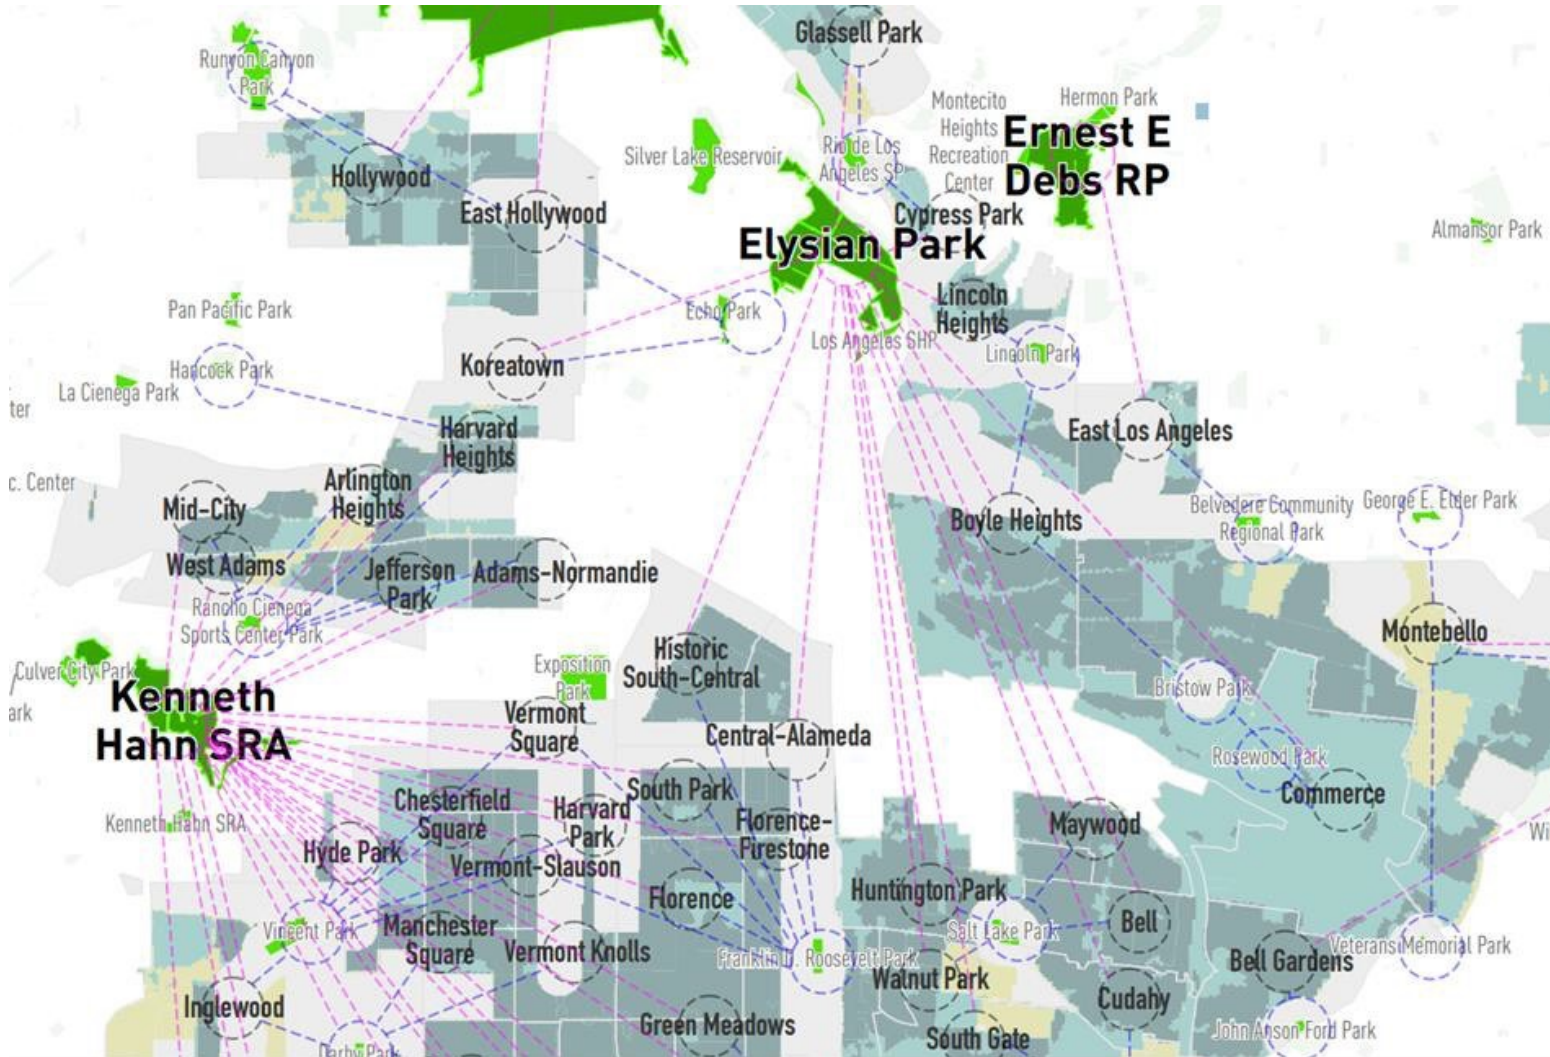 Glassell Park
Runyon Canyon
Park
Montecito
Heights
Recreation
Center
Hermon Park
Ernest E
Debs RP
Silver Lake Reservoir
Rio de Los
Angeles SP
Hollywood
East Hollywood
Cypress Park
Elysian Park
Almansor Park
Pan Pacific Park
Echo Park
Lincoln
Heights
Los Angeles SHP
Lincoln Park
Hancock Park
La Cienega Park
Koreatown
ter
Harvard
Heights
East Los Angeles
c. Center
Arlington
Heights
Mid-City
Boyle Heights
Belvedere Community
Regional Park
George E. Elder Park
West Adams
Jefferson
Park
Adams-Normandie
Rancho Cienega
Sports Center Park
Montebello
Culver City Park
ark
Kenneth
Hahn SRA
Exposition
Park
Historic
South-Central
Bristow Park
Vermont
Square
Central-Alameda
Rosewood Park
Commerce
Kenneth Hahn SRA
Chesterfield
Square
South Park
Harvard
Park
Florence-
Firestone
Maywood
Wi
Hyde Park
Vermont-Slauson
Florence
Huntington Park
Bell
Vincent Park
Manchester
Square
Vermont Knolls
Franklin D. Roosevelt Park
Salt Lake Park
Walnut Park
Bell Gardens
Veterans Memorial Park
Inglewood
Green Meadows
Cudahy
South Gate
John Anson Ford Park
Darby Park